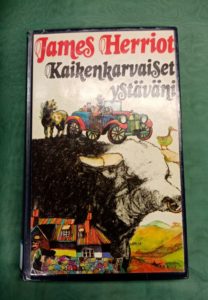 James Herriot
Kaikenkarvaiset
ystäväni